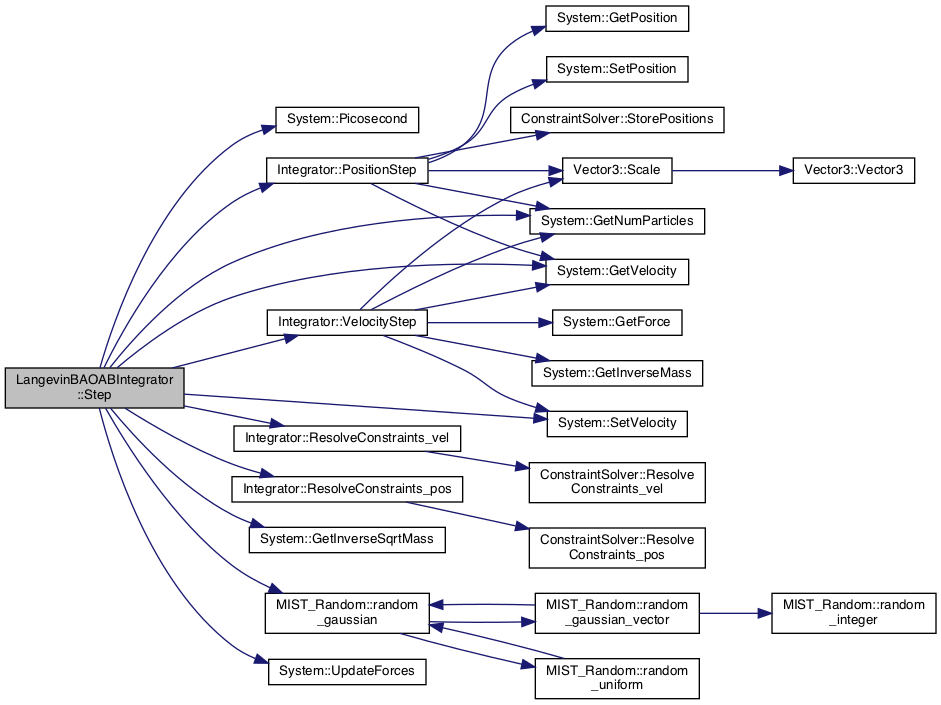 System::GetPosition
System::SetPosition
System::Picosecond
ConstraintSolver::StorePositions
Integrator::PositionStep
Vector3::Scale
Vector3::Vector3
System::GetNumParticles
System::GetVelocity
Integrator::VelocityStep
System::GetForce
System::GetInverseMass
LangevinBAOABIntegrator
::Step
System::SetVelocity
Integrator::ResolveConstraints_vel
ConstraintSolver::Resolve
Constraints_vel
Integrator::ResolveConstraints_pos
System::GetInverseSqrtMass
ConstraintSolver::Resolve
Constraints_pos
MIST_Random::random
_gaussian
MIST_Random::random
_gaussian_vector
MIST_Random::random
_integer
System::UpdateForces
MIST_Random::random
_uniform